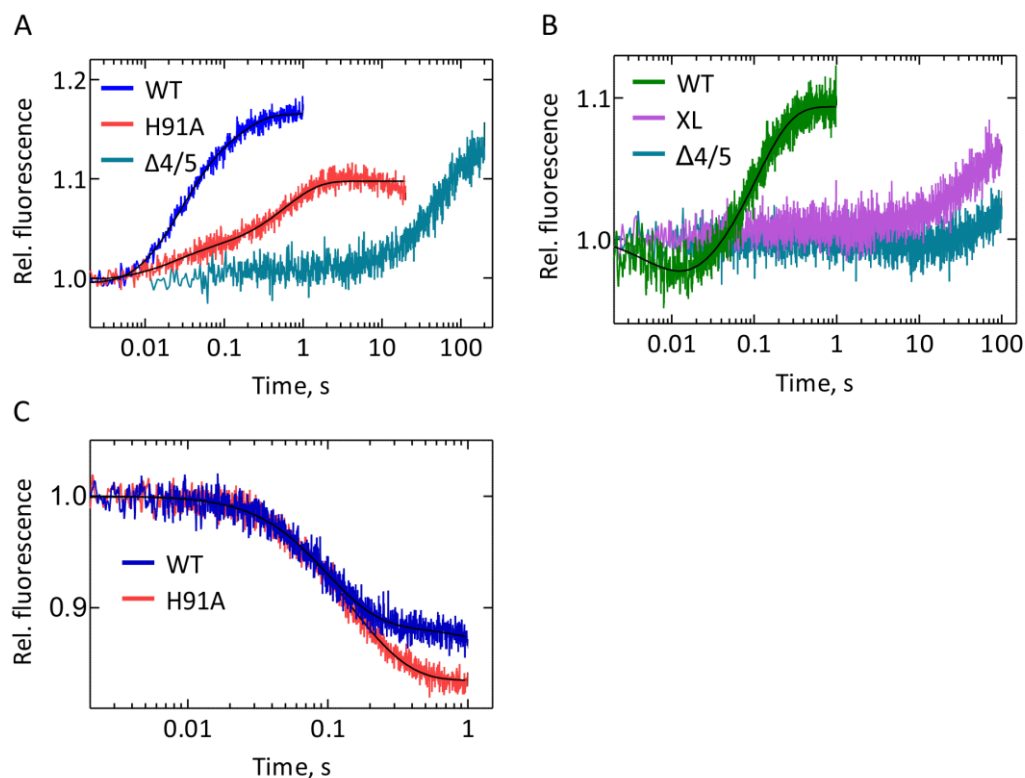 A
Rel. fluorescence
1.2
1.1
1.0
WT
H91A
Δ4/5
0.01 0.1 1 10 100
Time, s
B
Rel. fluorescence
1.1
1.0
WT
XL
Δ4/5
0.01 0.1 1 10 100
Time, s
C
Rel. fluorescence
1.0
0.9
WT
H91A
0.01 0.1 1
Time, s